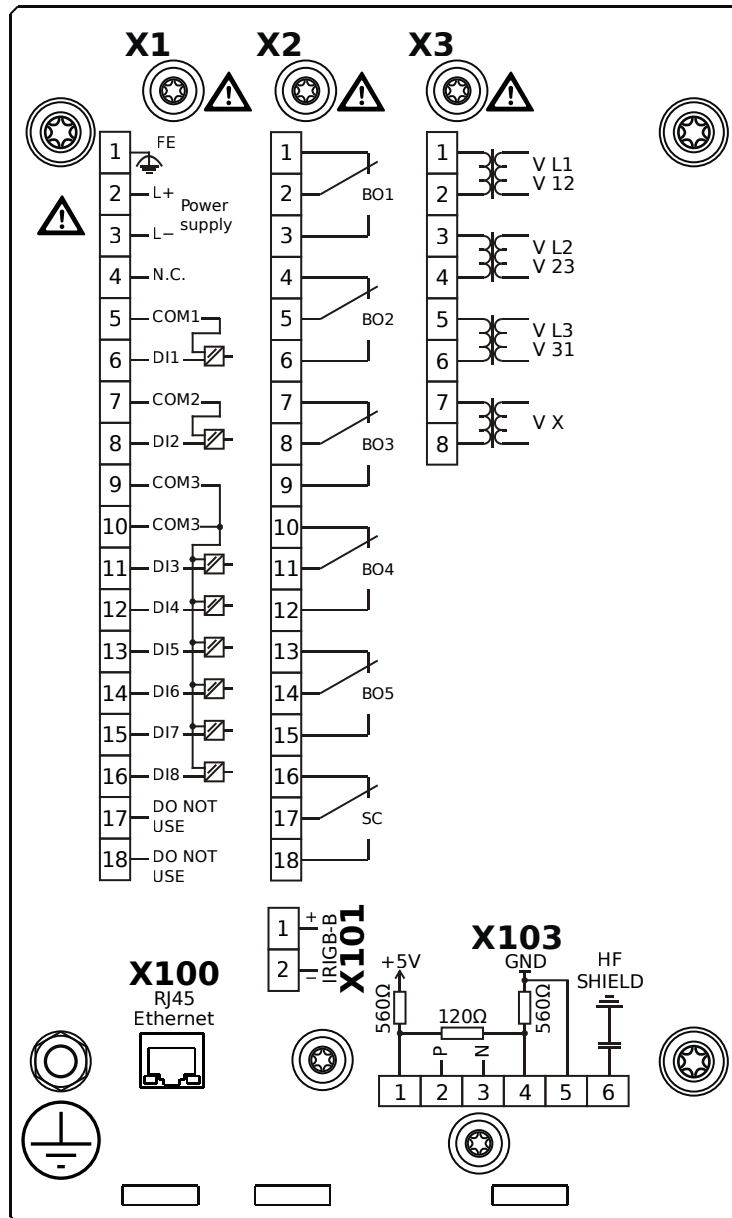 X1
X2
X3
1
FE
2
L+
Power
supply
3
L−
4
N.C.
5
COM1
6
DI1
7
COM2
8
DI2
9
COM3
10
COM3
11
DI3
12
DI4
13
DI5
14
DI6
15
DI7
16
DI8
17
DO NOT
USE
18
DO NOT
USE
1
2
BO1
3
4
5
BO2
6
7
8
BO3
9
10
11
BO4
12
13
14
BO5
15
16
17
SC
18
1
V L1
V 12
2
3
V L2
V 23
4
5
V L3
V 31
6
7
V X
8
X100
RJ45
Ethernet
1
+
2
−
IRIGB-B
X101
X103
+5V
GND
HF
SHIELD
560Ω
120Ω
560Ω
P
N
1
2
3
4
5
6